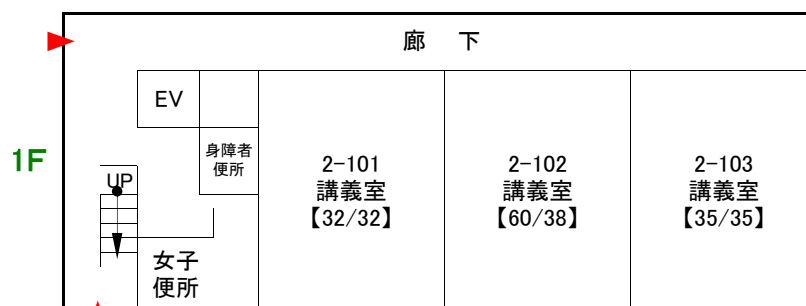 廊 下
EV
1F
身障者
便所
UP
2-101
講義室
【32/32】
2-102
講義室
【60/38】
2-103
講義室
【35/35】
女子
便所